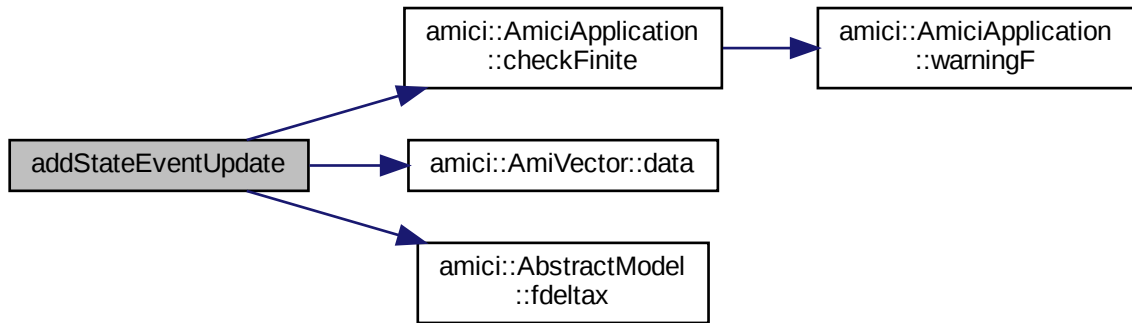 addStateEventUpdate
amici::AmiciApplication
::checkFinite
amici::AmiciApplication
::warningF
amici::AmiVector::data
amici::AbstractModel
::fdeltax